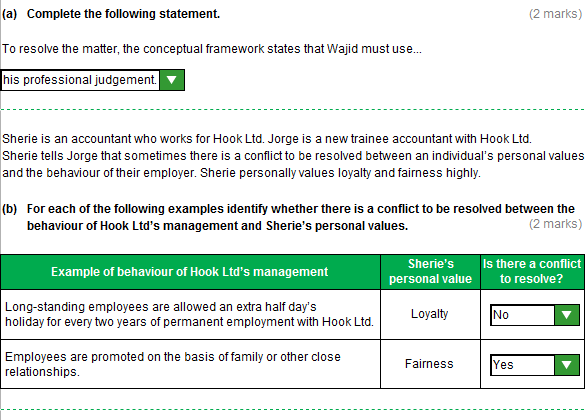 (a) Complete the following statement. (2 marks)
To resolve the matter, the conceptual framework states that Wajid must use...
his professional judgement.
Sherie is an accountant who works for Hook Ltd. Jorge is a new trainee accountant with Hook Ltd.
Sherie tells Jorge that sometimes there is a conflict to be resolved between an individual's personal values
and the behaviour of their employer. Sherie personally values loyalty and fairness highly.
(b) For each of the following examples identify whether there is a conflict to be resolved between the
behaviour of Hook Ltd's management and Sherie's personal values. (2 marks)
Example of behaviour of Hook Ltd's management
Sherie's
personal value
Is there a conflict
to resolve?
Long-standing employees are allowed an extra half day's
holiday for every two years of permanent employment with Hook Ltd.
Loyalty
No
Employees are promoted on the basis of family or other close
relationships.
Fairness
Yes